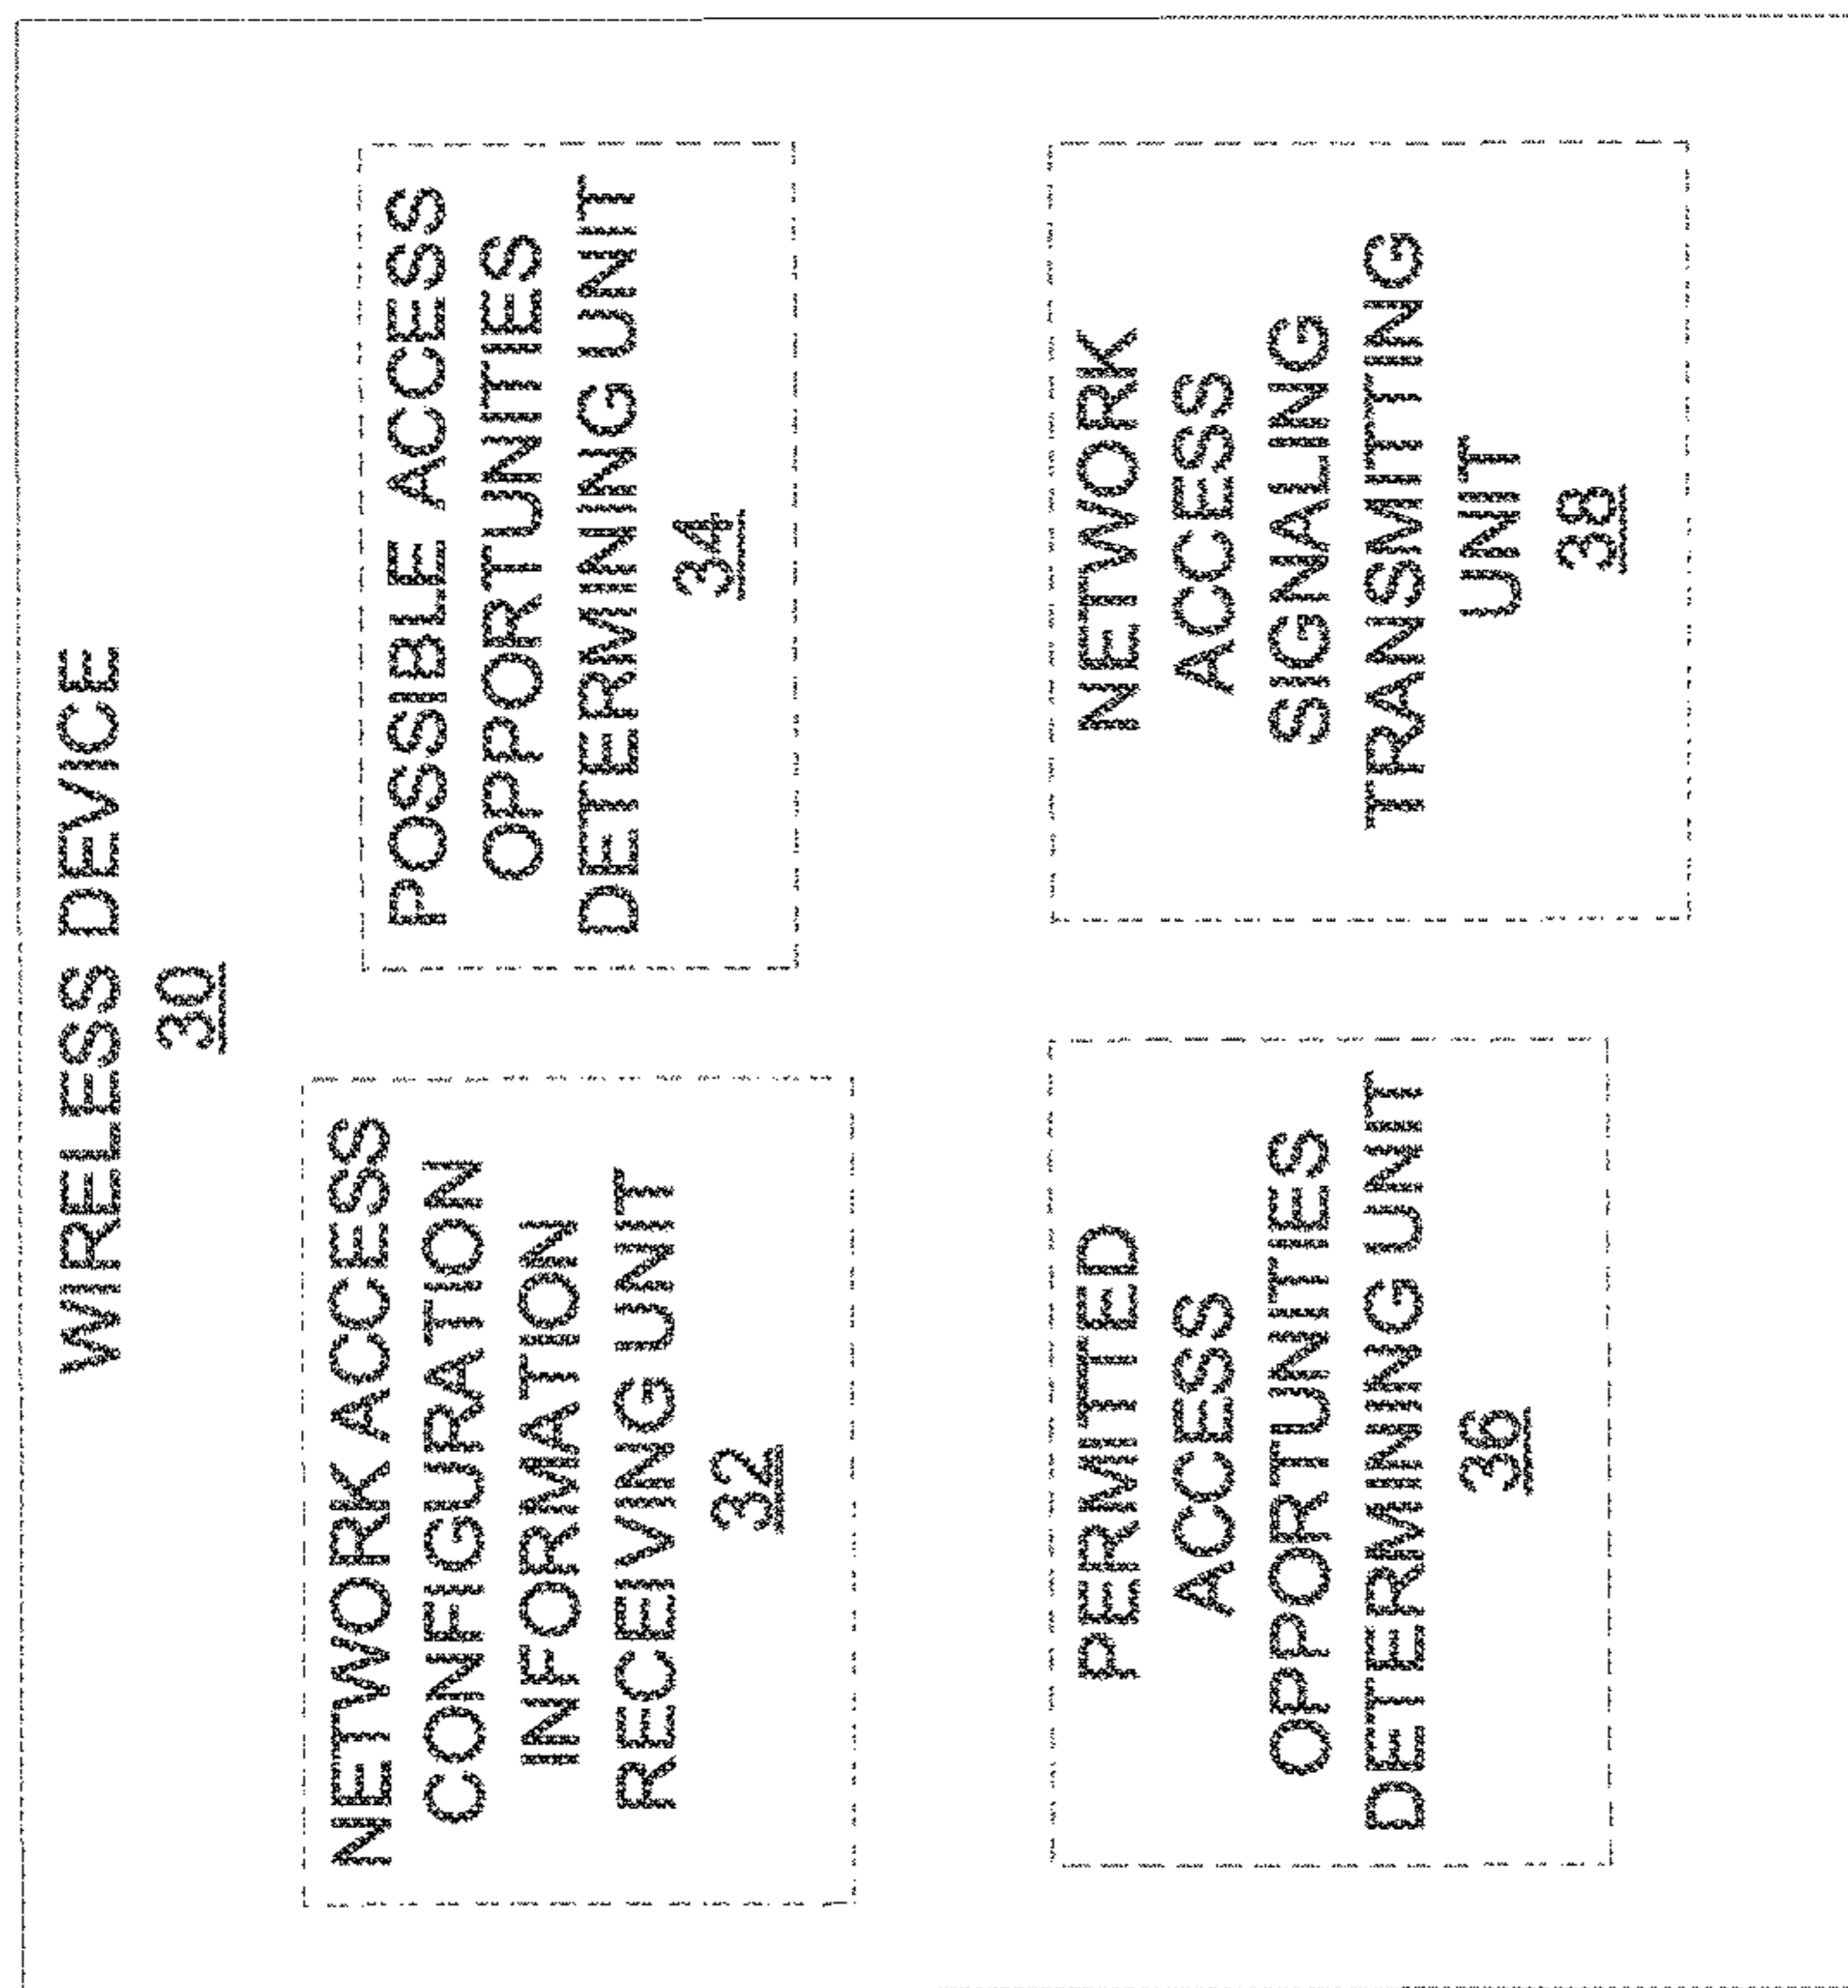 WIRELESS DEVICE
30
NETWORK ACCESS
CONFIGURATION
INFORMATION
RECEIVING UNIT
32
POSSIBLE ACCESS
OPPORTUNITIES
DETERMINING UNIT
34
PERMITTED
ACCESS
OPPORTUNITIES
DETERMINING UNIT
36
NETWORK
ACCESS
SIGNALING
TRANSMITTING
UNIT
38